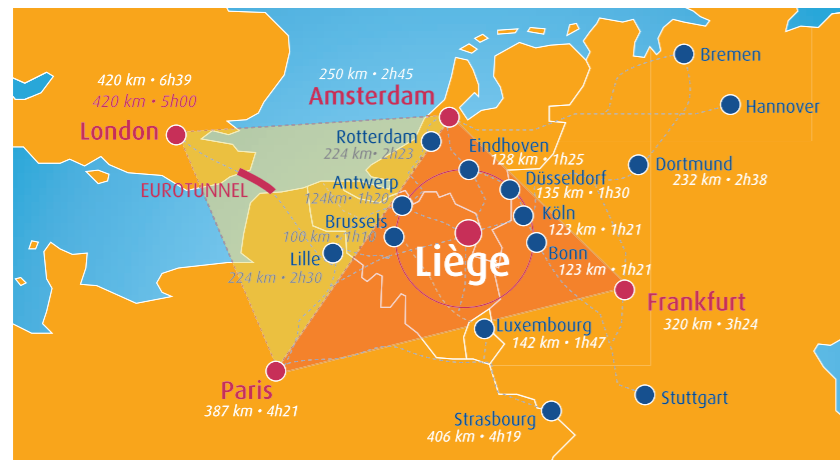 Bremen
420 km • 6h39
250 km • 2h45
420 km • 5h00
Amsterdam
Hannover
London
Rotterdam
224 km • 2h23
Eindhoven
128 km • 1h25
Dortmund
232 km • 2h38
EUROTUNNEL
Antwerp
124km • 1h20
Düsseldorf
135 km • 1h30
Brussels
Köln
123 km • 1h21
Lille
224 km • 2h30
Liège
Bonn
123 km • 1h21
Frankfurt
320 km • 3h24
Luxembourg
142 km • 1h47
Paris
387 km • 4h21
Stuttgart
Strasbourg
406 km • 4h19
100 km •